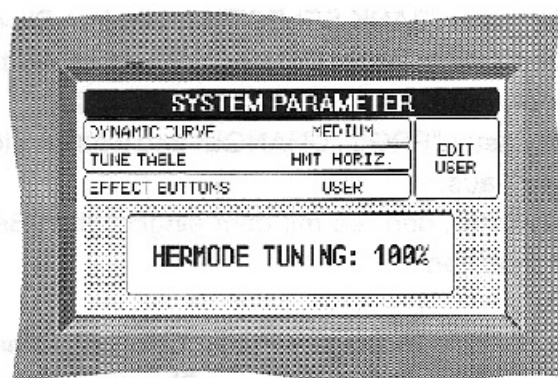 SYSTEM PARAMETER
DYNAMIC CURVE MEDIUM
TUNE TABLE HMT HORIZ.
EFFECT BUTTONS USER
EDIT
USER
HERMODE TUNING: 100%